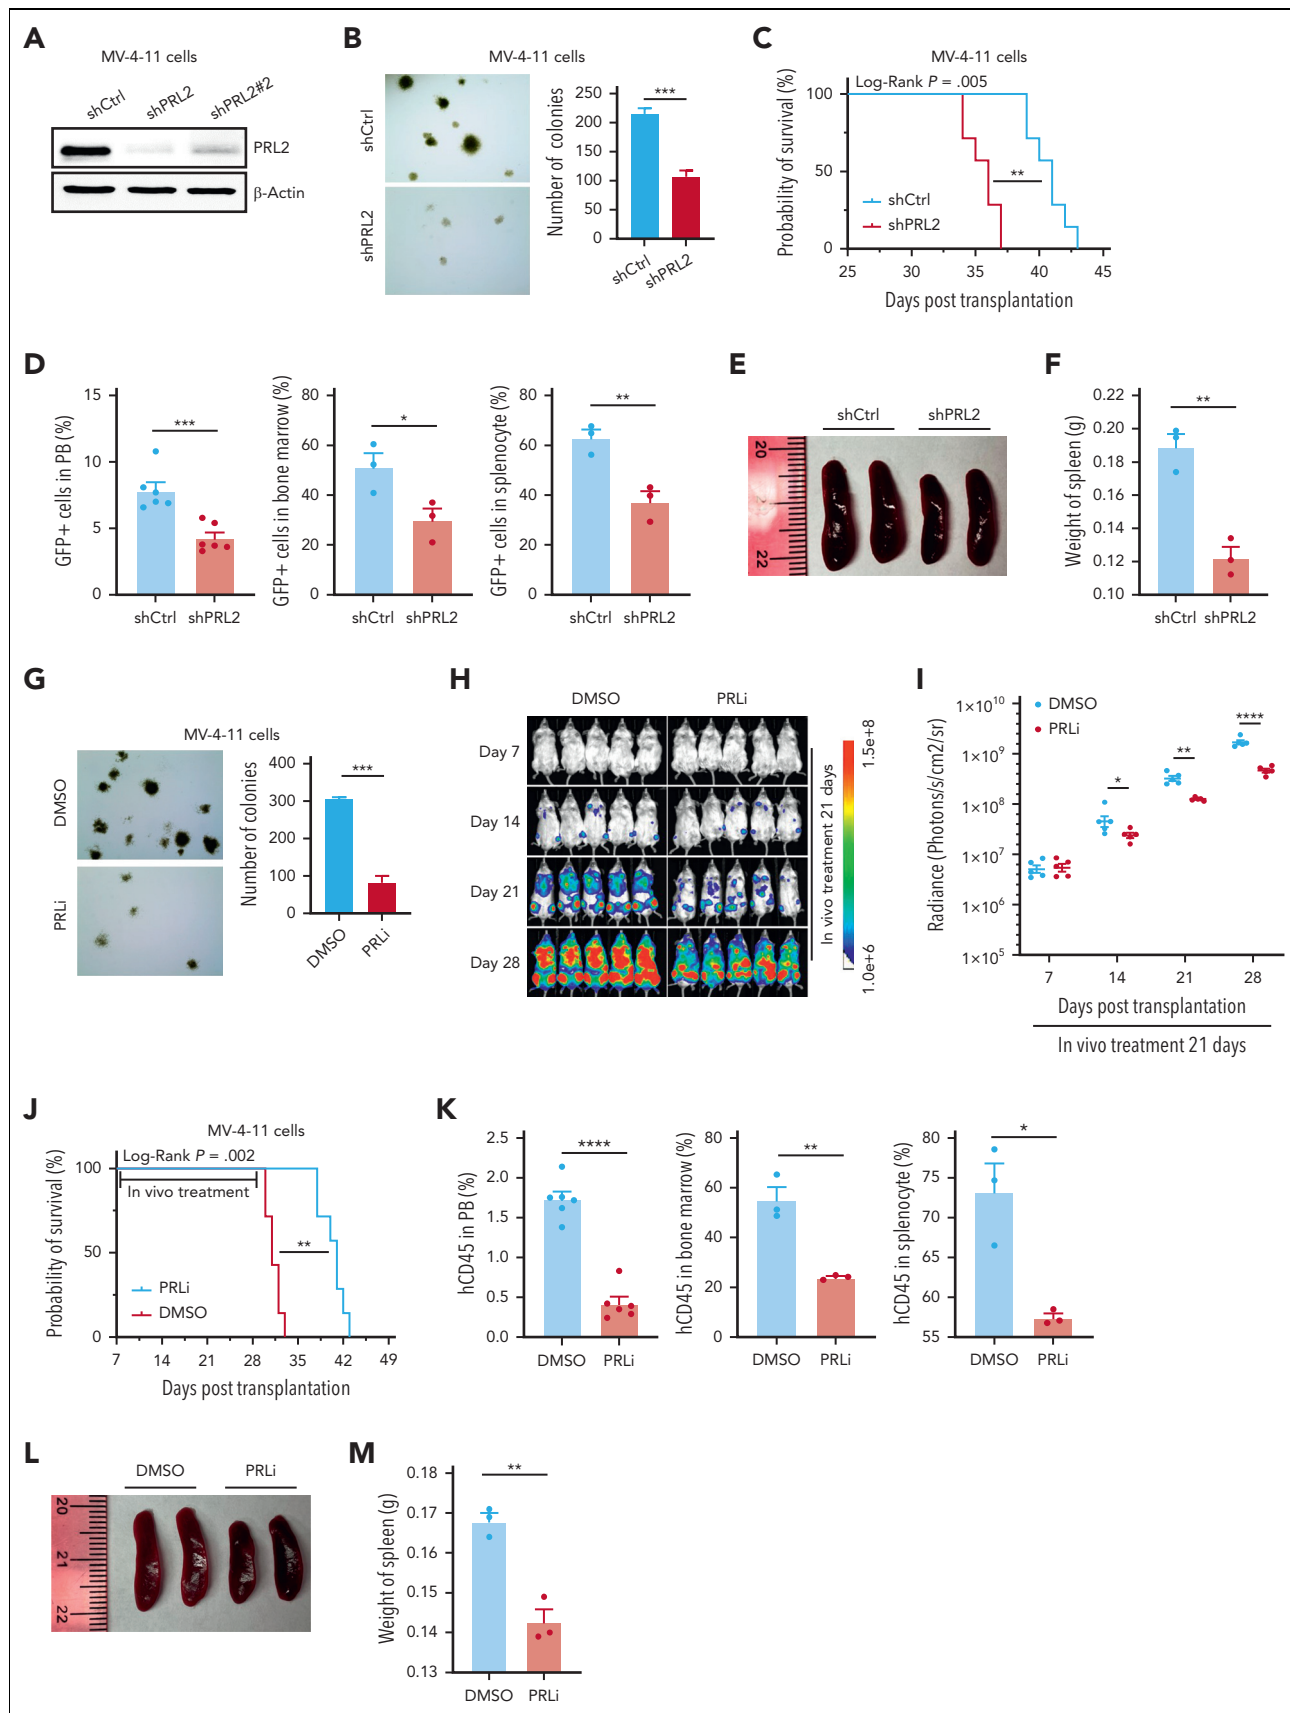 A
MV-4-11 cells
shCtrl
shPRL2
shPRL2#2
PRL2
β-Actin
B
MV-4-11 cells
shCtrl
shPRL2
Number of colonies
250
200
150
100
50
0
***
shCtrl
shPRL2
C
MV-4-11 cells
Log-Rank P = .005
Probability of survival (%)
100
50
0
**
shCtrl
shPRL2
25 30 35 40 45
Days post transplantation
D
GFP+ cells in PB (%)
15
10
5
0
***
shCtrl shPRL2
GFP+ cells in bone marrow (%)
80
60
40
20
0
*
shCtrl shPRL2
GFP+ cells in splenocyte (%)
80
60
40
20
0
**
shCtrl shPRL2
E
shCtrl shPRL2
20
22
F
Weight of spleen (g)
0.22
0.20
0.18
0.16
0.14
0.12
0.10
**
shCtrl shPRL2
G
MV-4-11 cells
DMSO
PRLi
Number of colonies
400
300
200
100
0
***
DMSO
PRLi
H
DMSO PRLi
Day 7
Day 14
Day 21
Day 28
In vivo treatment 21 days
1.5e+8
1.0e+6
I
Radiance (Photons/s/cm2/sr)
1×10¹⁰
1×10⁹
1×10⁸
1×10⁷
1×10⁶
1×10⁵
DMSO
PRLi
*
**
****
7 14 21 28
Days post transplantation
In vivo treatment 21 days
J
MV-4-11 cells
Log-Rank P = .002
In vivo treatment
Probability of survival (%)
100
50
0
**
PRLi
DMSO
7 14 21 28 35 42 49
Days post transplantation
K
hCD45 in PB (%)
2.5
2.0
1.5
1.0
0.5
0.0
****
DMSO PRLi
hCD45 in bone marrow (%)
80
60
40
20
0
**
DMSO PRLi
hCD45 in splenocyte (%)
80
75
70
65
60
55
*
DMSO PRLi
L
DMSO PRLi
20
21
22
M
Weight of spleen (g)
0.18
0.17
0.16
0.15
0.14
0.13
**
DMSO PRLi